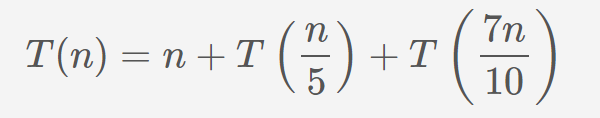 T(n) = n + T(n/5) + T(7n/10)